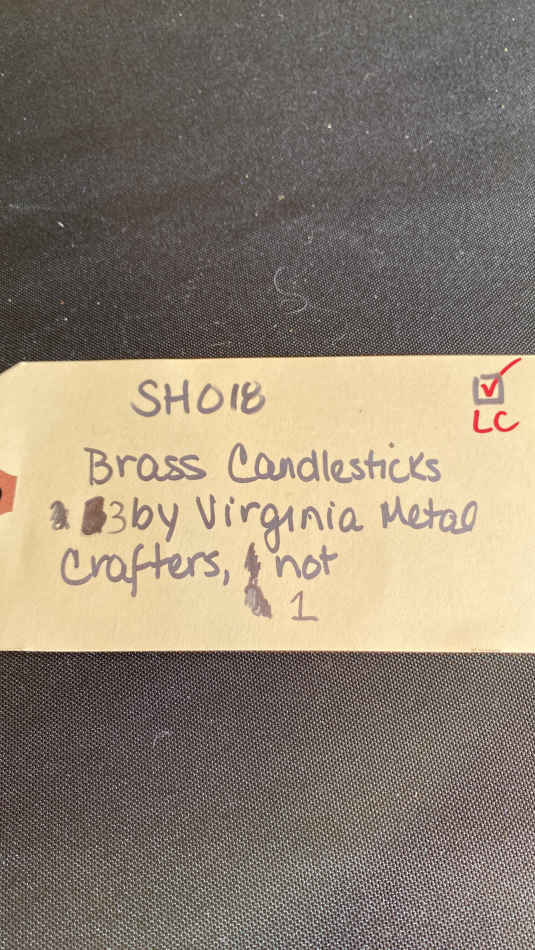 SH018
LC
Brass Candlesticks
3 by Virginia Metal
Crafters, not
1